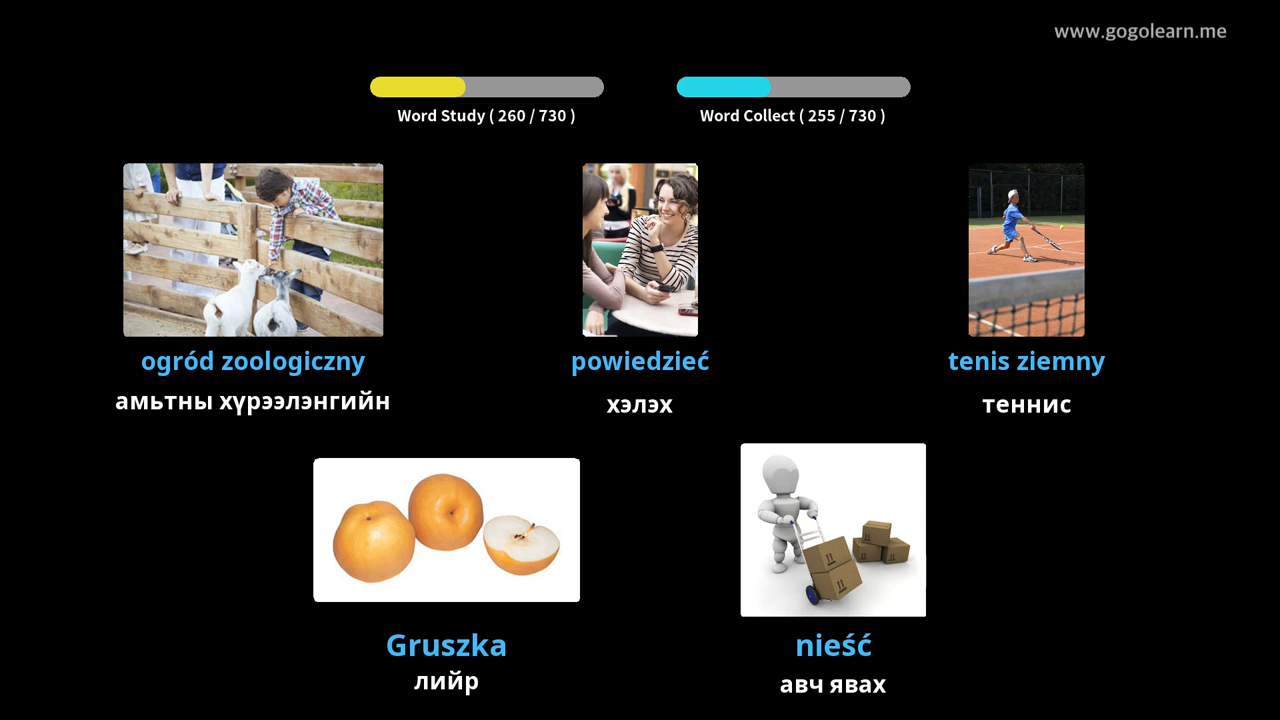 www.gogolearn.me
Word Study ( 260 / 730 )
Word Collect ( 255 / 730 )
ogród zoologiczny
амьтны хүрээлэнгийн
powiedzieć
хэлэх
tenis ziemny
теннис
Gruszka
лийр
nieść
авч явах